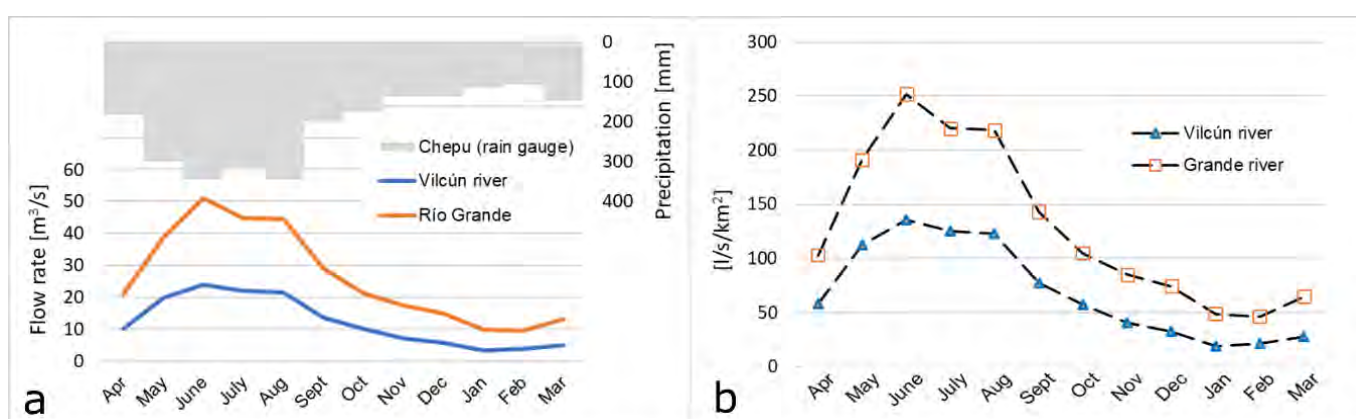 0
100
200
300
400
Precipitation [mm]
Chepu (rain gauge)
Vilcún river
Río Grande
60
50
40
30
20
10
0
Flow rate [m³/s]
Apr
May
June
July
Aug
Sept
Oct
Nov
Dec
Jan
Feb
Mar
a
300
250
200
150
100
50
0
[l/s/km²]
Vilcún river
Grande river
Apr
May
June
July
Aug
Sept
Oct
Nov
Dec
Jan
Feb
Mar
b